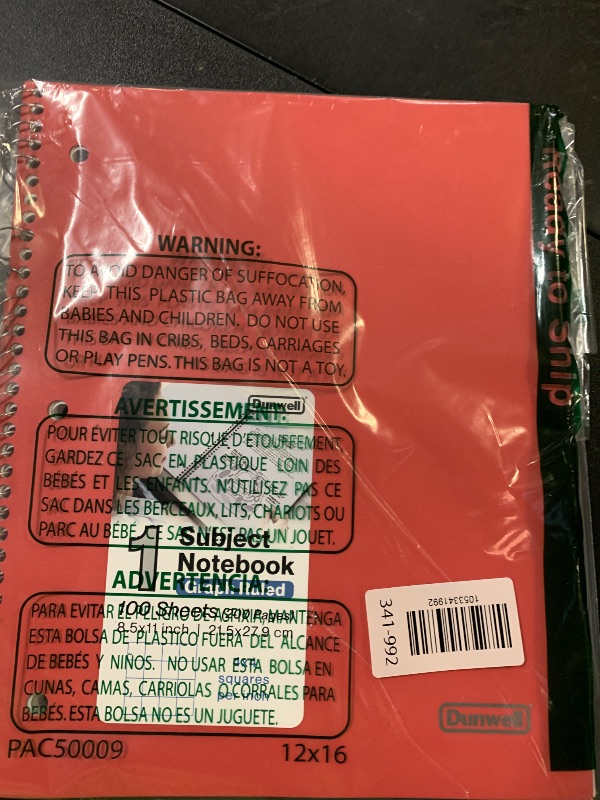 WARNING:
TO AVOID DANGER OF SUFFOCATION,
KEEP THIS PLASTIC BAG AWAY FROM
BABIES AND CHILDREN. DO NOT USE
THIS BAG IN CRIBS, BEDS, CARRIAGES
OR PLAY PENS. THIS BAG IS NOT A TOY.
Dunwell
AVERTISSEMENT:
POUR ÉVITER TOUT RISQUE D'ÉTOUFFEMENT
GARDEZ CE SAC EN PLASTIQUE LOIN DES
BÉBÉS ET LES ENFANTS. N'UTILISEZ PAS CE
SAC DANS LES BERCEAUX, LITS, CHARIOTS OU
PARC AU BÉBÉ. CE SAC N'EST PAS UN JOUET.
1 Subject
Notebook
Graph Ruled
100 Sheets
8.5x11 inch | 21.5x27.9 cm
squares
per inch
ADVERTENCIA:
PARA EVITAR EL PELIGRO DE ASFIXIA, MANTENGA
ESTA BOLSA DE PLASTICO FUERA DEL ALCANCE
DE BEBÉS Y NIÑOS. NO USAR ESTA BOLSA EN
CUNAS, CAMAS, CARRIOLAS O CORRALES PARA
BEBÉS. ESTA BOLSA NO ES UN JUGUETE.
PAC50009
12x16
Ready to Ship
341-992
1053341992
Dunwell